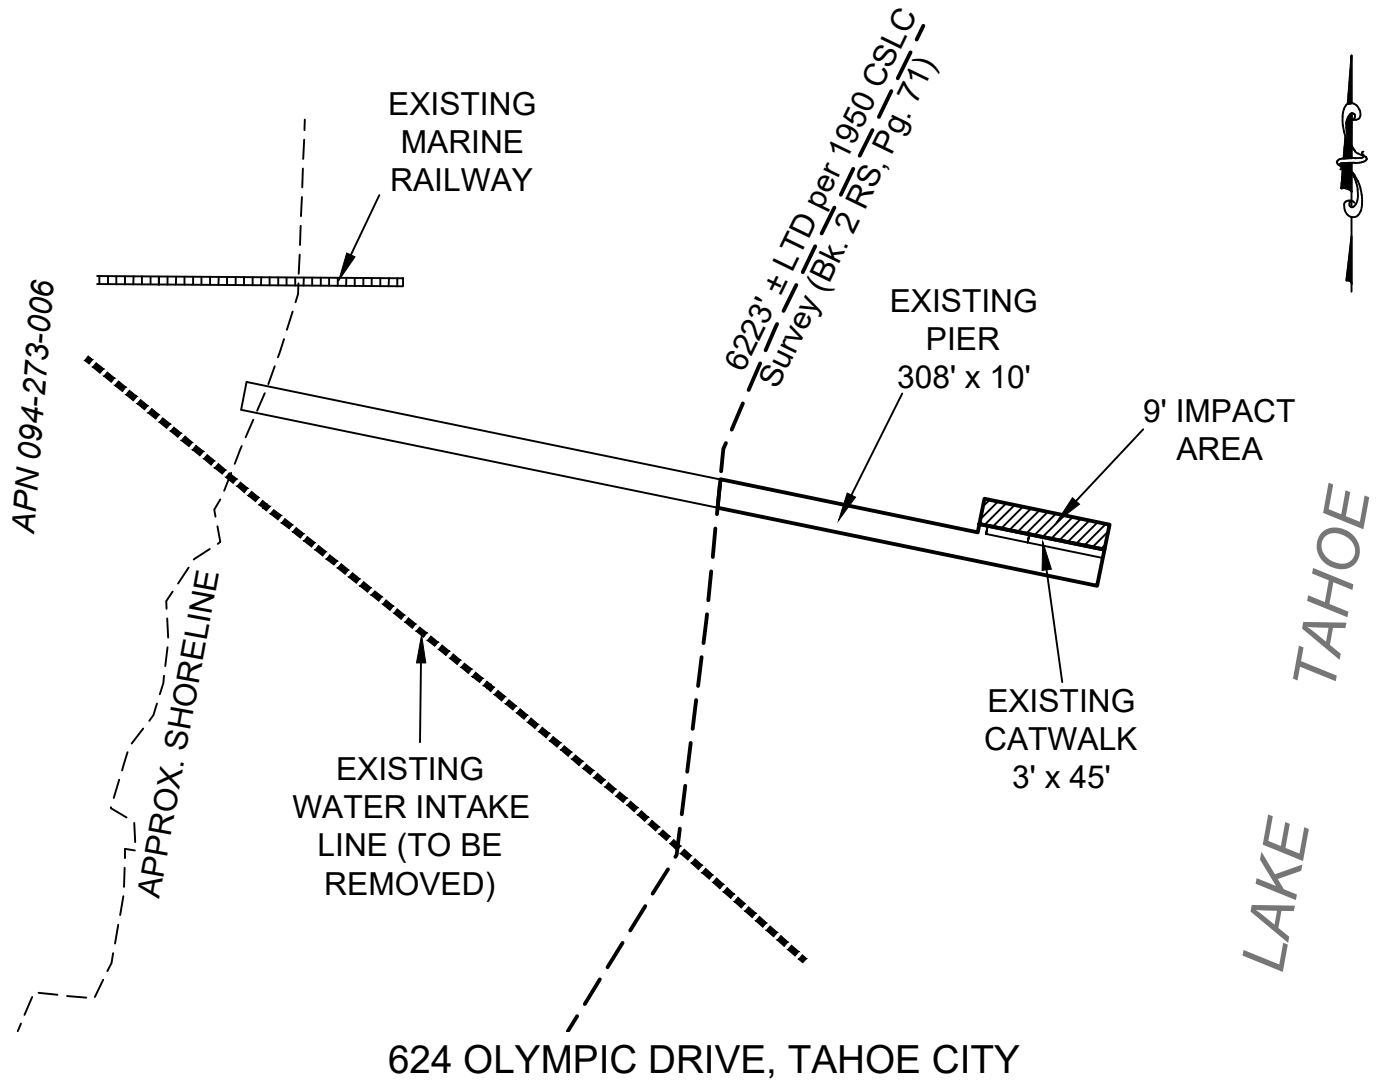 6223' ± LTD per 1950 CSLC
Survey (Bk. 2 RS, Pg. 71)
EXISTING
MARINE
RAILWAY
APN 094-273-006
EXISTING
PIER
308' x 10'
9' IMPACT
AREA
LAKE TAHOE
APPROX. SHORELINE
EXISTING
CATWALK
3' x 45'
EXISTING
WATER INTAKE
LINE (TO BE
REMOVED)
624 OLYMPIC DRIVE, TAHOE CITY